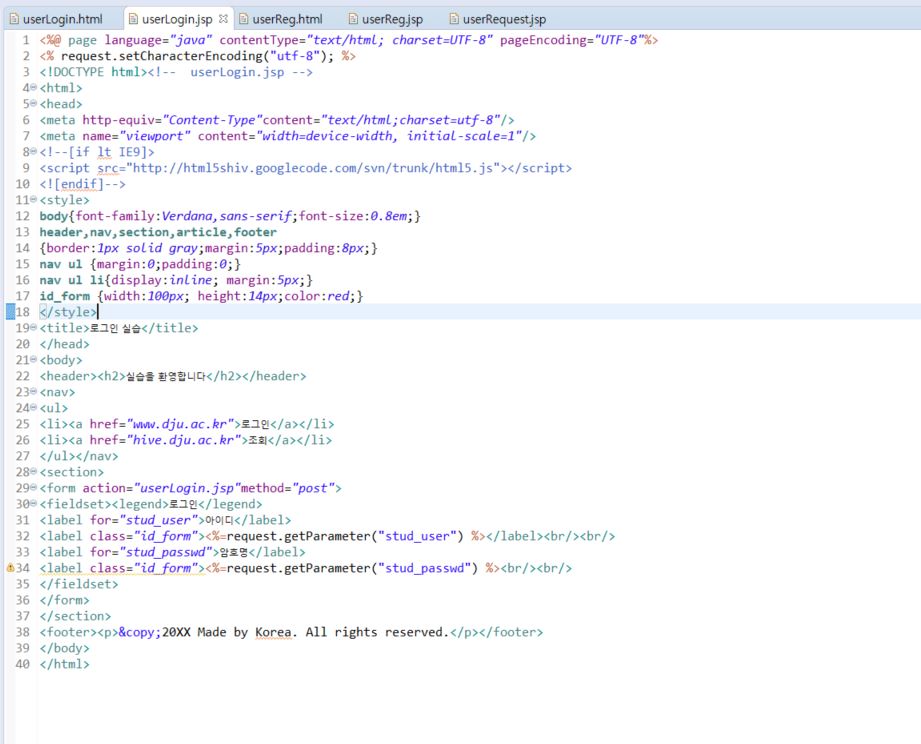 userLogin.html userLogin.jsp userReg.html userReg.jsp userRequest.jsp
1 <%@ page language="java" contentType="text/html; charset=UTF-8" pageEncoding="UTF-8"%>
2 <% request.setCharacterEncoding("utf-8"); %>
3 <!DOCTYPE html><!--  userLogin.jsp -->
4 <html>
5 <head>
6 <meta http-equiv="Content-Type"content="text/html;charset=utf-8"/>
7 <meta name="viewport" content="width=device-width, initial-scale=1"/>
8 <!--[if lt IE9]>
9 <script src="http://html5shiv.googlecode.com/svn/trunk/html5.js"></script>
10 <![endif]-->
11 <style>
12 body{font-family:Verdana,sans-serif;font-size:0.8em;}
13 header,nav,section,article,footer
14 {border:1px solid gray;margin:5px;padding:8px;}
15 nav ul {margin:0;padding:0;}
16 nav ul li{display:inline; margin:5px;}
17 id_form {width:100px; height:14px;color:red;}
18 </style>
19 <title>로그인 실습</title>
20 </head>
21 <body>
22 <header><h2>실습을 환영합니다</h2></header>
23 <nav>
24 <ul>
25 <li><a href="www.dju.ac.kr">로그인</a></li>
26 <li><a href="hive.dju.ac.kr">조회</a></li>
27 </ul></nav>
28 <section>
29 <form action="userLogin.jsp"method="post">
30 <fieldset><legend>로그인</legend>
31 <label for="stud_user">아이디</label>
32 <label class="id_form"><%=request.getParameter("stud_user") %></label><br/><br/>
33 <label for="stud_passwd">암호명</label>
34 <label class="id_form"><%=request.getParameter("stud_passwd") %><br/><br/>
35 </fieldset>
36 </form>
37 </section>
38 <footer><p>&copy;20XX Made by Korea. All rights reserved.</p></footer>
39 </body>
40 </html>